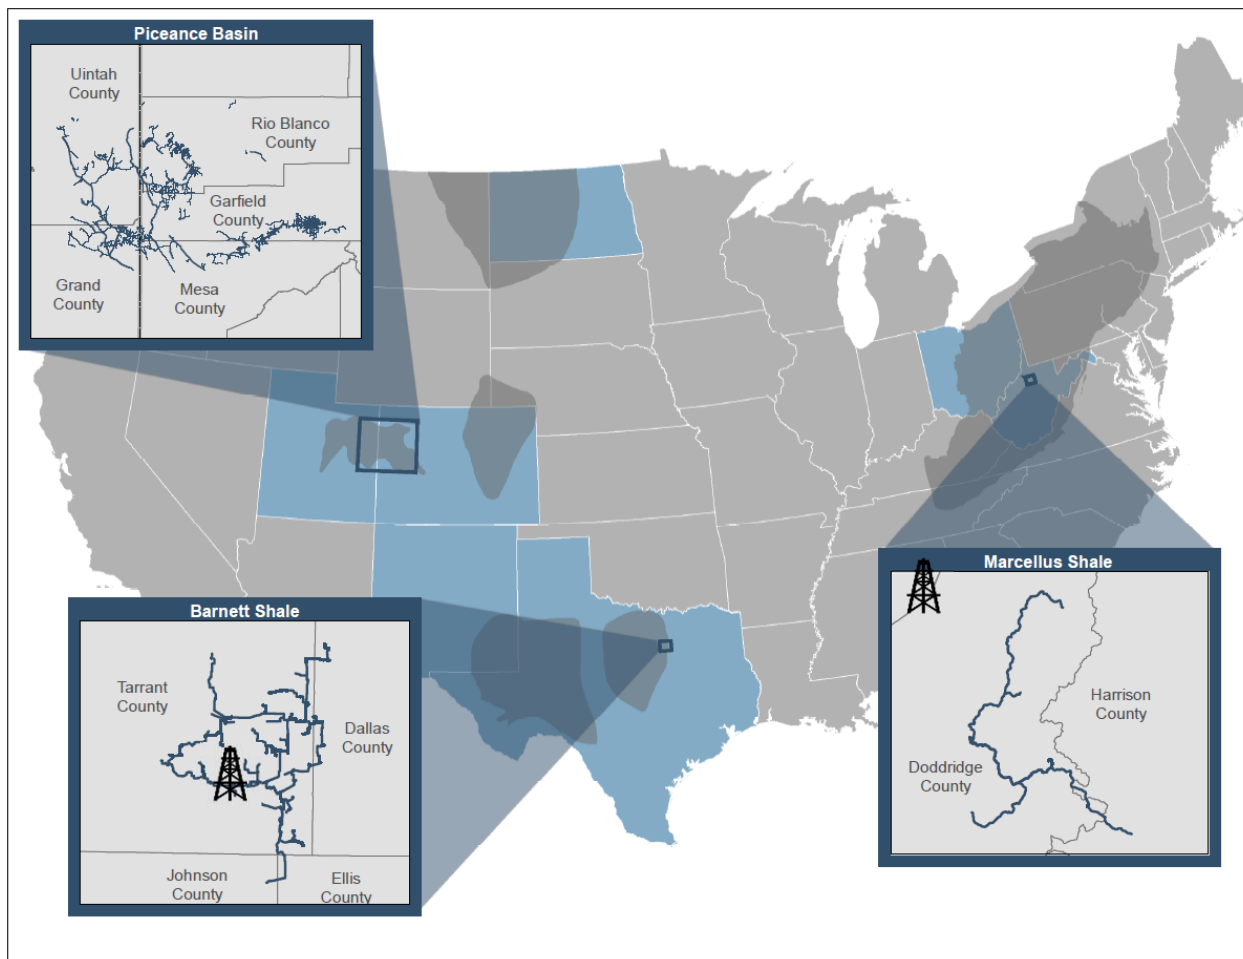 Piceance Basin
Uintah
County
Rio Blanco
County
Garfield
County
Grand
County
Mesa
County
Barnett Shale
Tarrant
County
Dallas
County
Johnson
County
Ellis
County
Marcellus Shale
Harrison
County
Doddridge
County